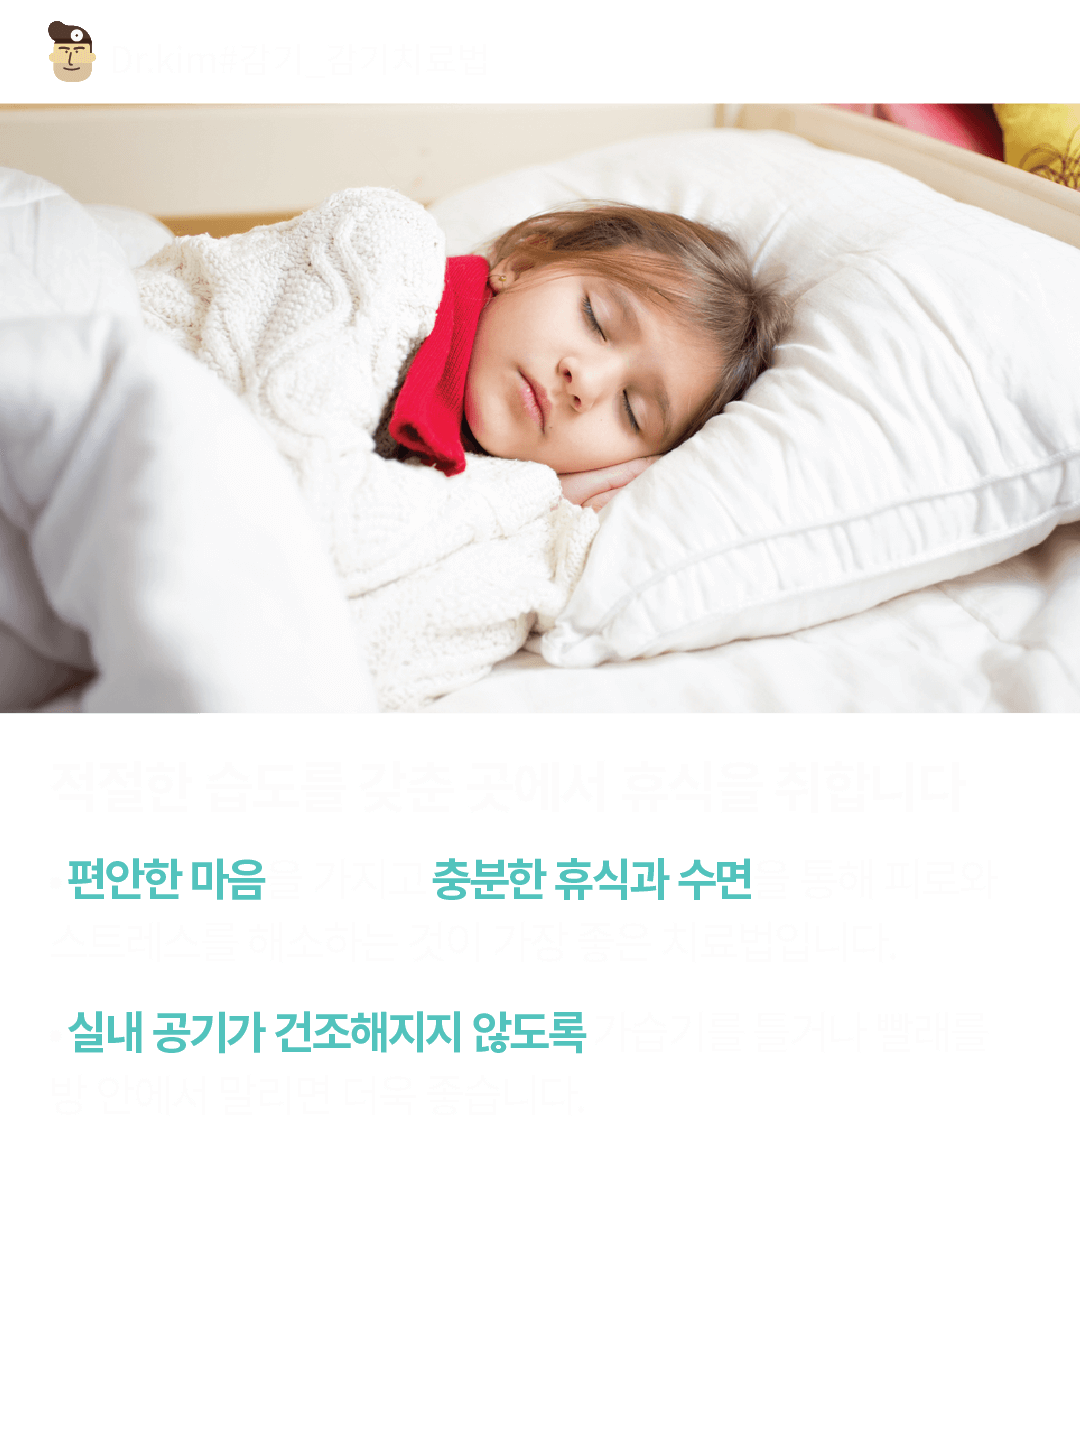 Dr.kim#감기_감기치료법
적절한 습도를 갖춘 곳에서 휴식을 취합니다
편안한 마음을 가지고 충분한 휴식과 수면을 통해 피로와
스트레스를 해소하는 것이 가장 좋은 치료법입니다.
실내 공기가 건조해지지 않도록 가습기를 틀거나 빨래를
방 안에서 말리면 더욱 좋습니다.